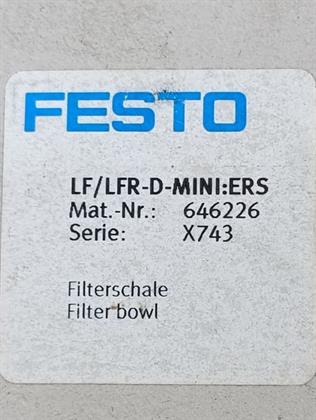 FESTO
LF/LFR-D-MINI:ERS
Mat.-Nr.: 646226
Serie: X743
Filterschale
Filter bowl